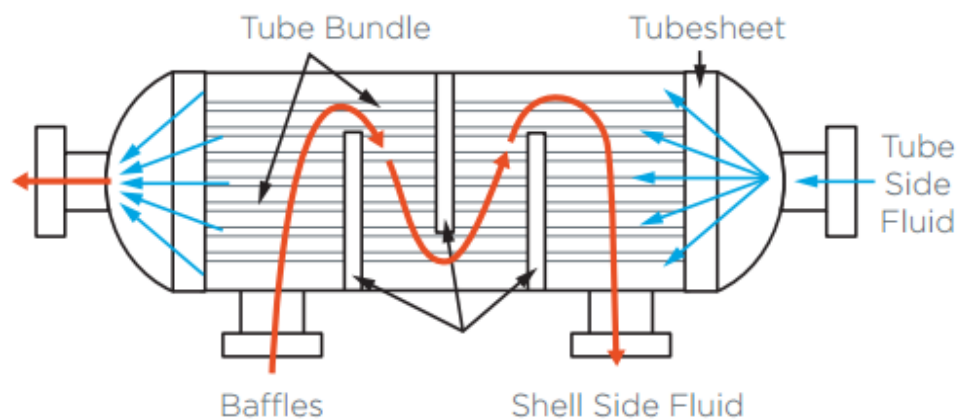 Tube Bundle
Tubesheet
Tube
Side
Fluid
Baffles
Shell Side Fluid